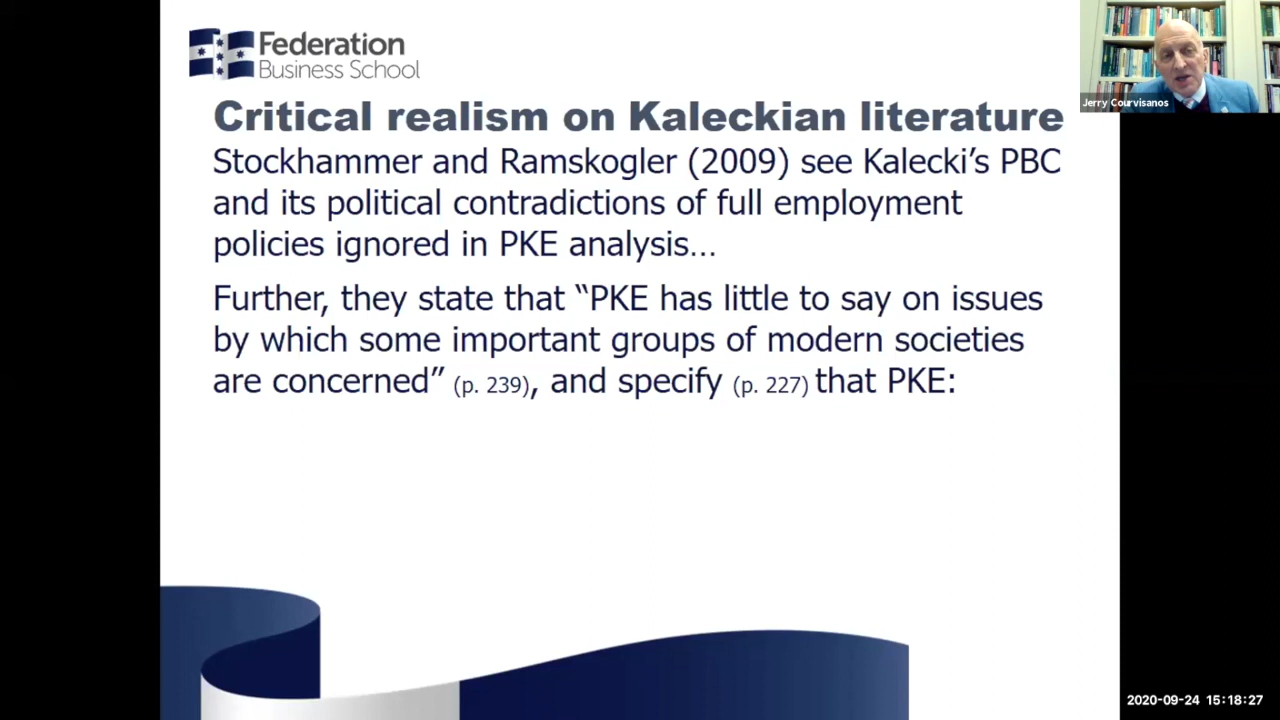 Federation
Business School
Critical realism on Kaleckian literature
Stockhammer and Ramskogler (2009) see Kalecki’s PBC
and its political contradictions of full employment
policies ignored in PKE analysis…
Further, they state that “PKE has little to say on issues
by which some important groups of modern societies
are concerned” (p. 239), and specify (p. 227) that PKE:
Jerry Courvisanos
2020-09-24 15:18:27